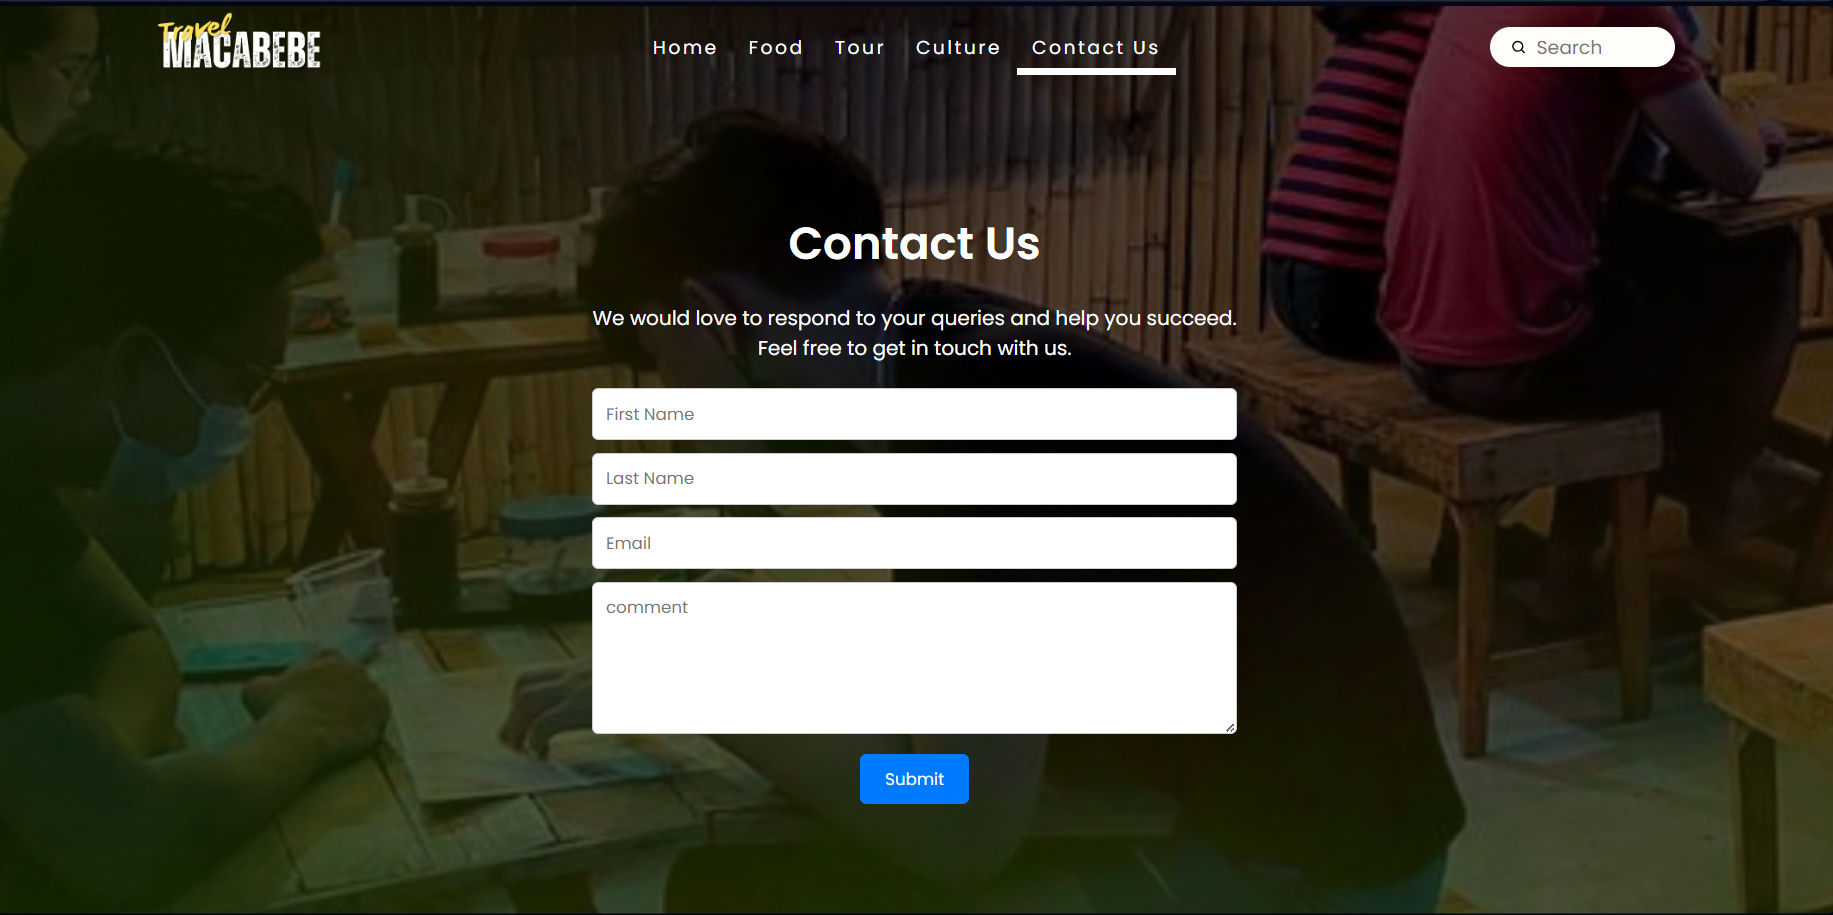 Travel
MACABEBE
Home Food Tour Culture Contact Us
Search
Contact Us
We would love to respond to your queries and help you succeed.
Feel free to get in touch with us.
First Name
Last Name
Email
comment
Submit